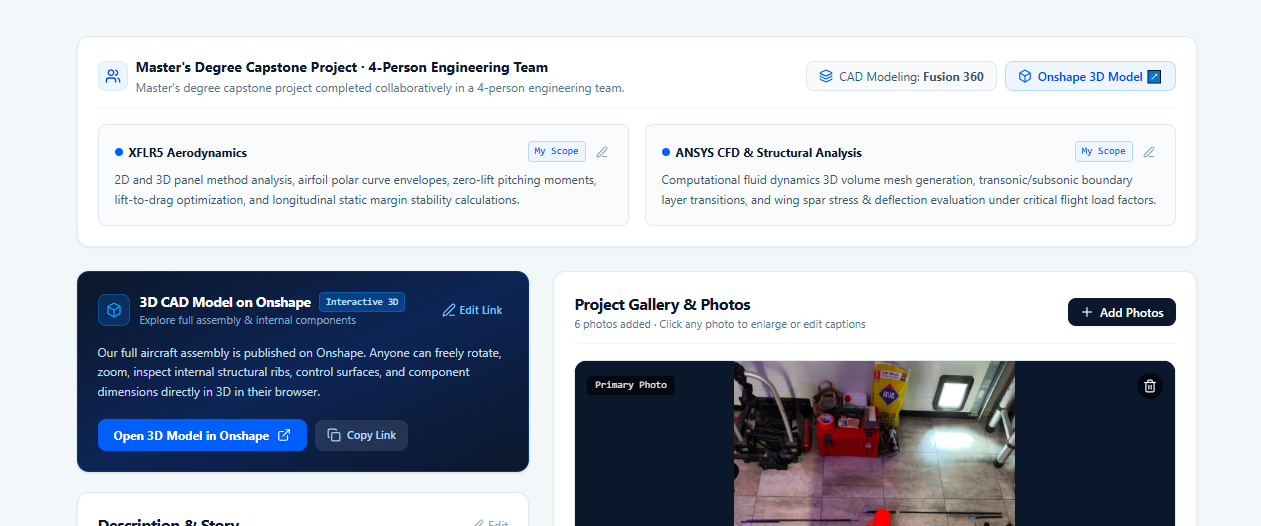 Master's Degree Capstone Project · 4-Person Engineering Team
Master's degree capstone project completed collaboratively in a 4-person engineering team.
CAD Modeling: Fusion 360
Onshape 3D Model ↗
XFLR5 Aerodynamics
My Scope
2D and 3D panel method analysis, airfoil polar curve envelopes, zero-lift pitching moments,
lift-to-drag optimization, and longitudinal static margin stability calculations.
ANSYS CFD & Structural Analysis
My Scope
Computational fluid dynamics 3D volume mesh generation, transonic/subsonic boundary
layer transitions, and wing spar stress & deflection evaluation under critical flight load factors.
3D CAD Model on Onshape
Interactive 3D
Explore full assembly & internal components
Edit Link
Our full aircraft assembly is published on Onshape. Anyone can freely rotate,
zoom, inspect internal structural ribs, control surfaces, and component
dimensions directly in 3D in their browser.
Open 3D Model in Onshape
Copy Link
Description & Story
Edit
Project Gallery & Photos
6 photos added · Click any photo to enlarge or edit captions
+ Add Photos
Primary Photo